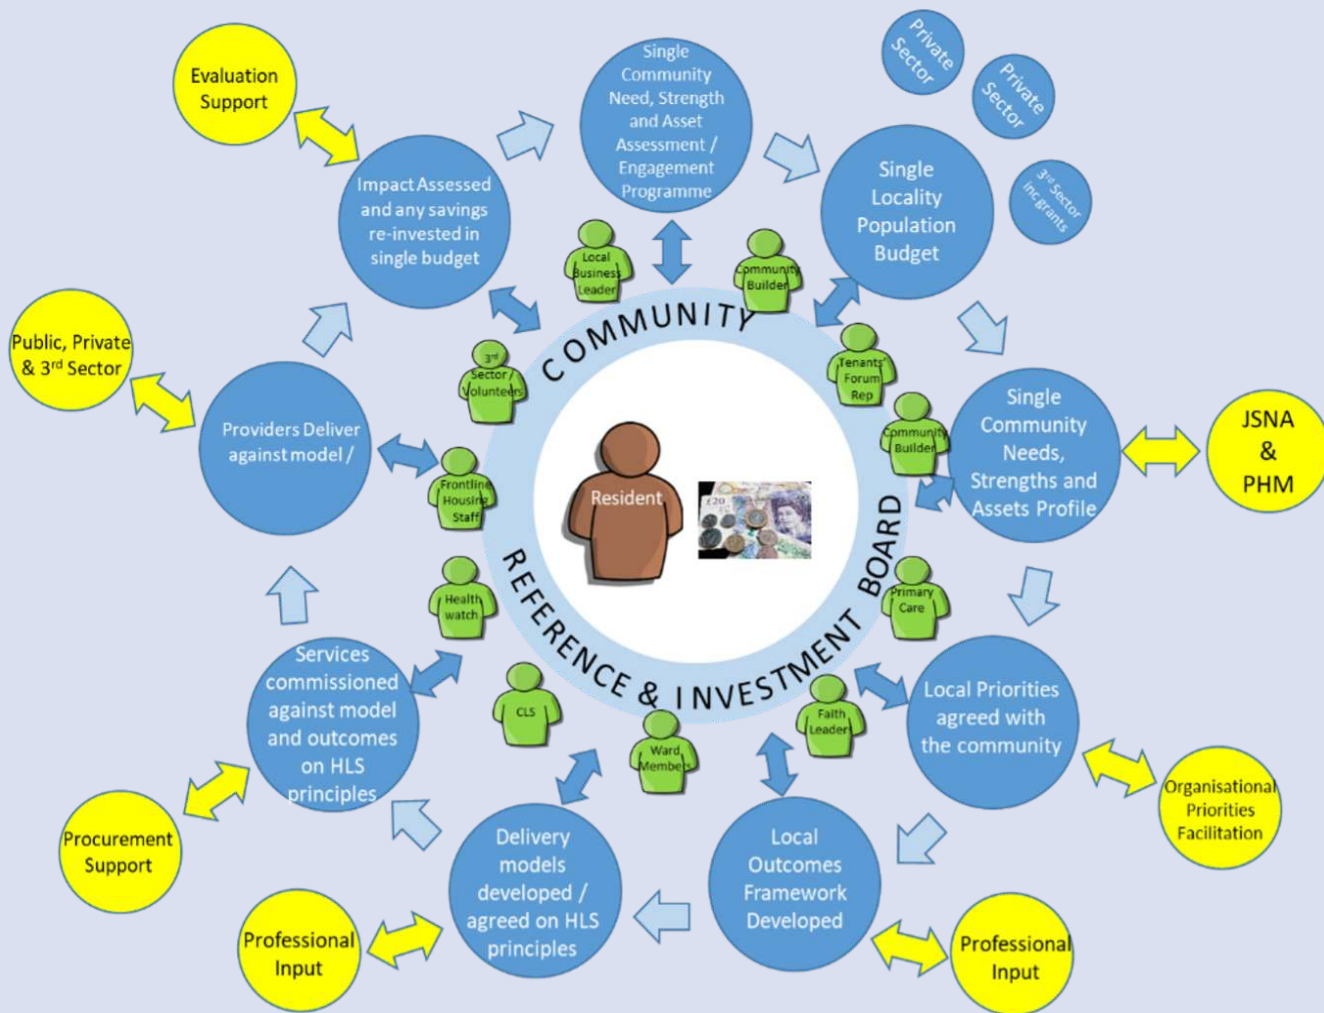 Evaluation
Support
Single
Community
Need, Strength
and Asset
Assessment /
Engagement
Programme
Private
Sector
Private
Sector
3rd Sector
inc grants
Single
Locality
Population
Budget
Impact Assessed
and any savings
re-invested in
single budget
Local
Business
Leader
Community
Builder
Public, Private
& 3rd Sector
COMMUNITY
REFERENCE & INVESTMENT BOARD
3rd
Sector /
Volunteers
Tenants'
Forum
Rep
Community
Builder
Single
Community
Needs,
Strengths and
Assets Profile
JSNA
&
PHM
Providers Deliver
against model /
Frontline
Housing
Staff
Resident
£20
Health
watch
Primary
Care
Services
commissioned
against model
and outcomes
on HLS
principles
CLS
Ward
Members
Faith
Leaders
Local Priorities
agreed with
the community
Organisational
Priorities
Facilitation
Procurement
Support
Delivery
models
developed /
agreed on HLS
principles
Local
Outcomes
Framework
Developed
Professional
Input
Professional
Input